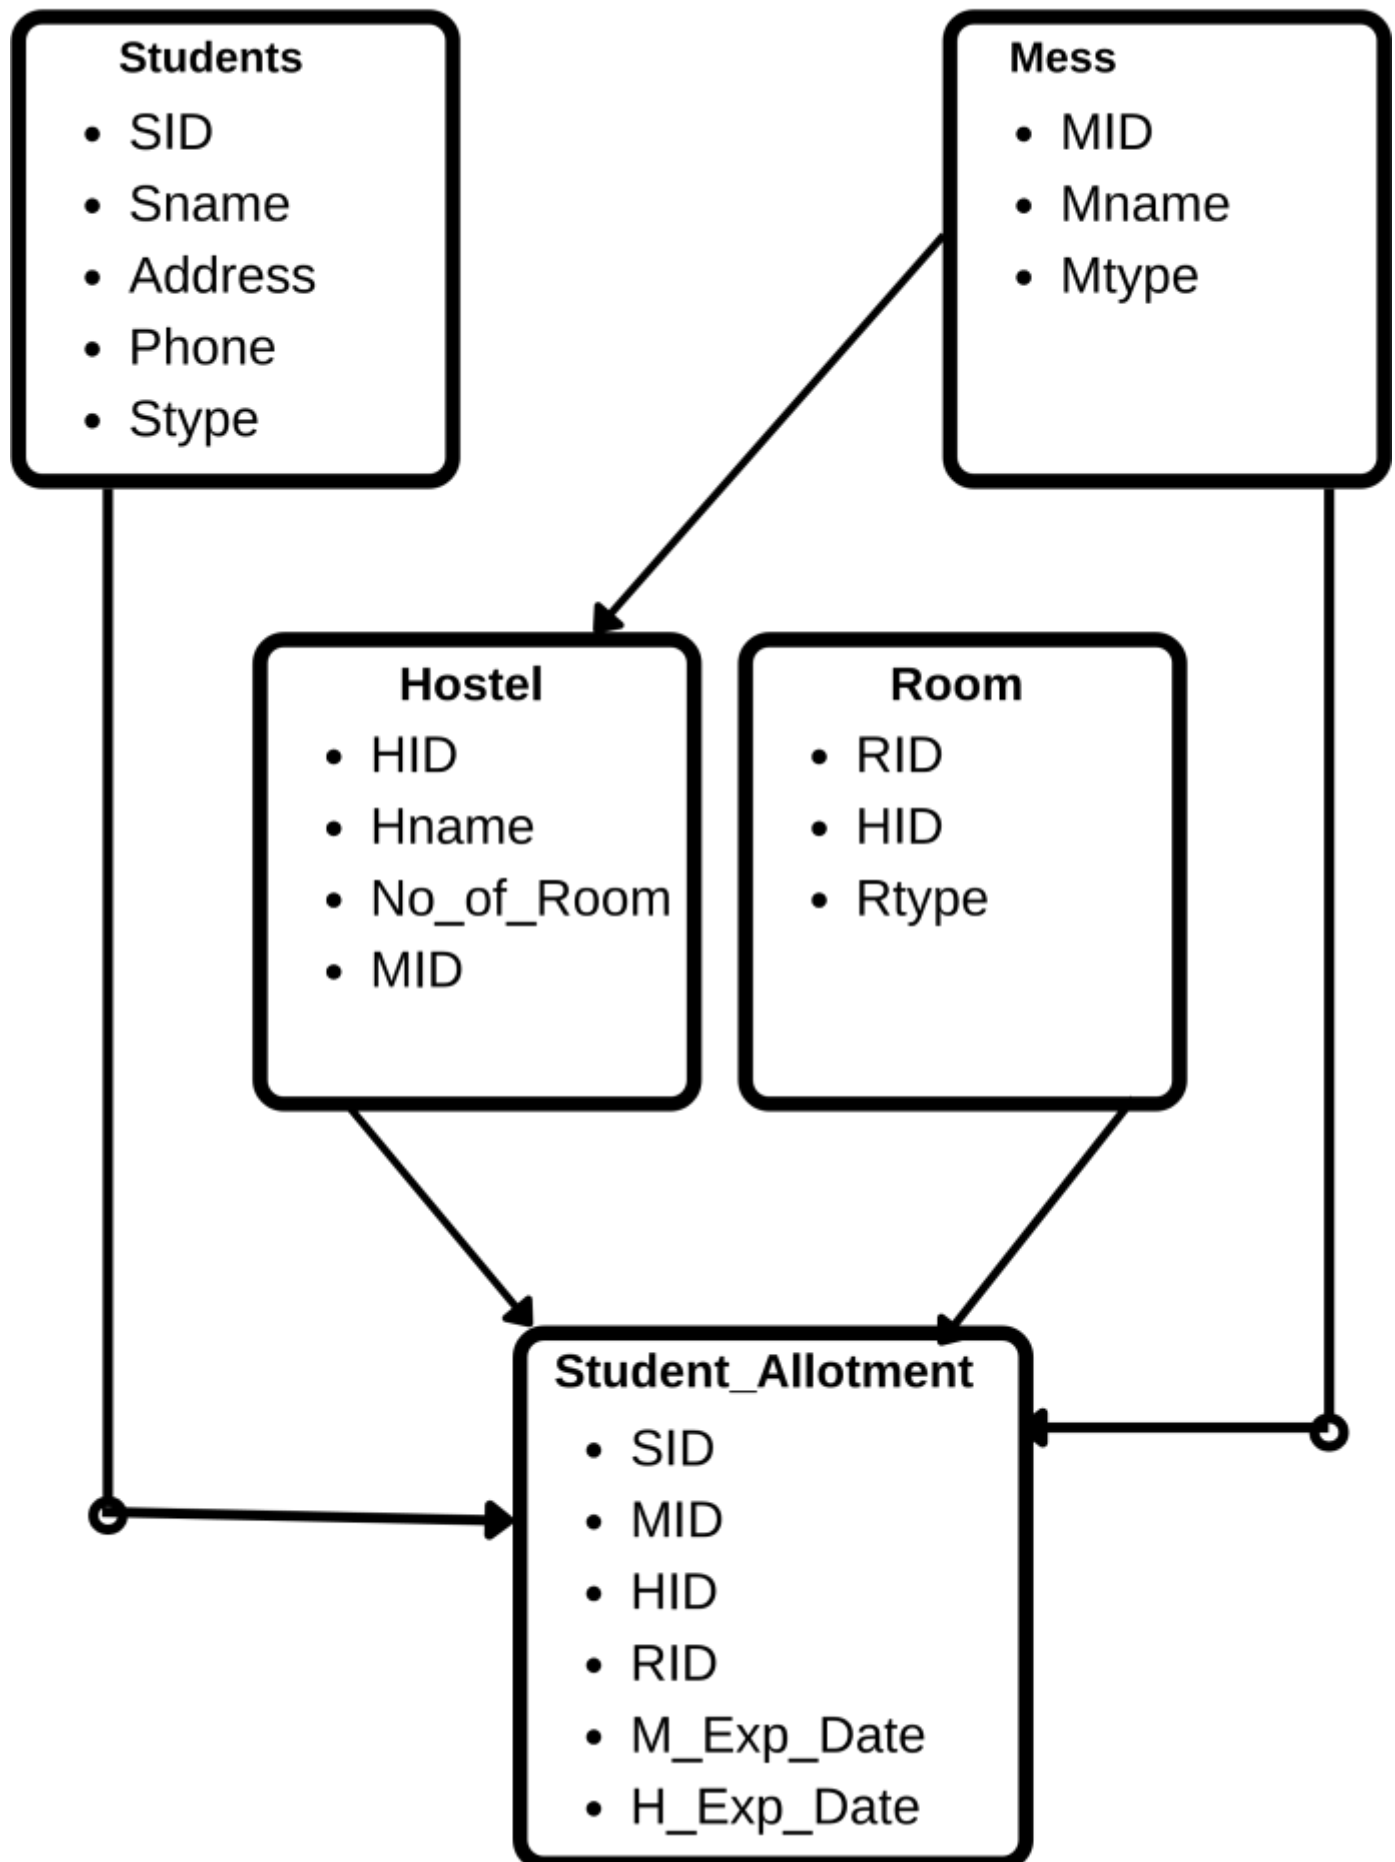 Students
SID
Sname
Address
Phone
Stype
Mess
MID
Mname
Mtype
Hostel
HID
Hname
No_of_Room
MID
Room
RID
HID
Rtype
Student_Allotment
SID
MID
HID
RID
M_Exp_Date
H_Exp_Date